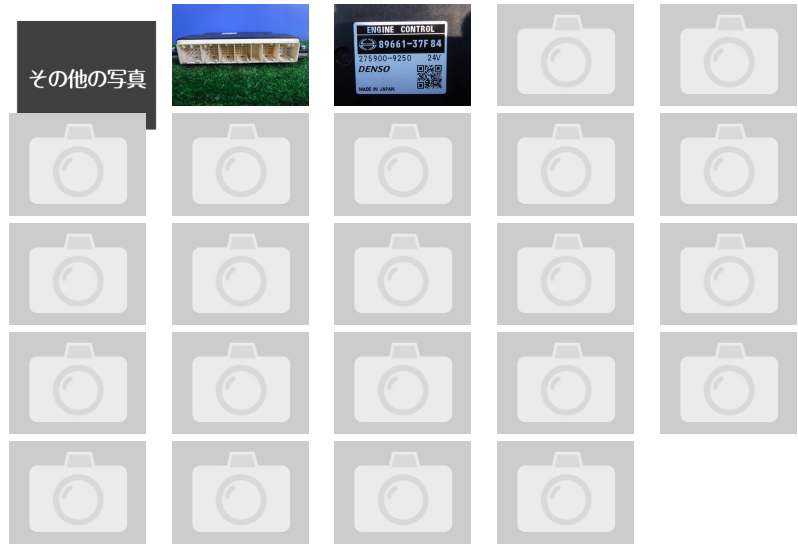 その他の写真
ENGINE CONTROL
89661-37F84
275900-9250 24V
DENSO
MADE IN JAPAN